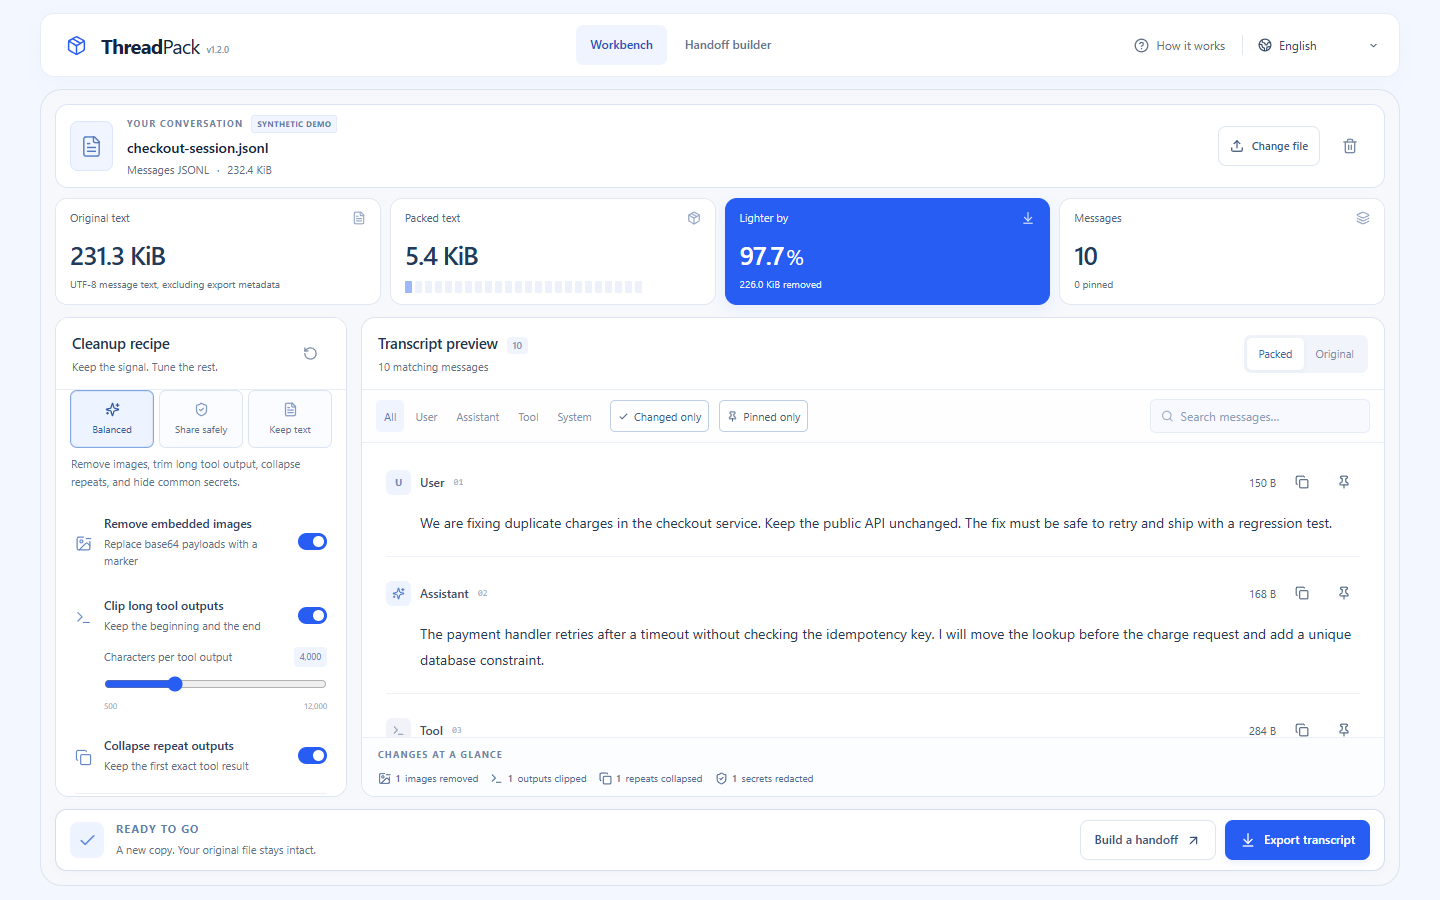 ThreadPack v1.2.0
Workbench
Handoff builder
How it works
English
YOUR CONVERSATION
SYNTHETIC DEMO
checkout-session.jsonl
Messages JSONL · 232.4 KiB
Change file
Original text
231.3 KiB
UTF-8 message text, excluding export metadata
Packed text
5.4 KiB
Lighter by
97.7%
226.0 KiB removed
Messages
10
0 pinned
Cleanup recipe
Keep the signal. Tune the rest.
Balanced
Share safely
Keep text
Remove images, trim long tool output, collapse
repeats, and hide common secrets.
Remove embedded images
Replace base64 payloads with a
marker
Clip long tool outputs
Keep the beginning and the end
Characters per tool output
4,000
500
12,000
Collapse repeat outputs
Keep the first exact tool result
Transcript preview 10
10 matching messages
Packed
Original
All
User
Assistant
Tool
System
Changed only
Pinned only
Search messages...
U
User 01
150 B
We are fixing duplicate charges in the checkout service. Keep the public API unchanged. The fix must be safe to retry and ship with a regression test.
Assistant 02
168 B
The payment handler retries after a timeout without checking the idempotency key. I will move the lookup before the charge request and add a unique
database constraint.
Tool 03
284 B
CHANGES AT A GLANCE
1 images removed
1 outputs clipped
1 repeats collapsed
1 secrets redacted
READY TO GO
A new copy. Your original file stays intact.
Build a handoff
Export transcript